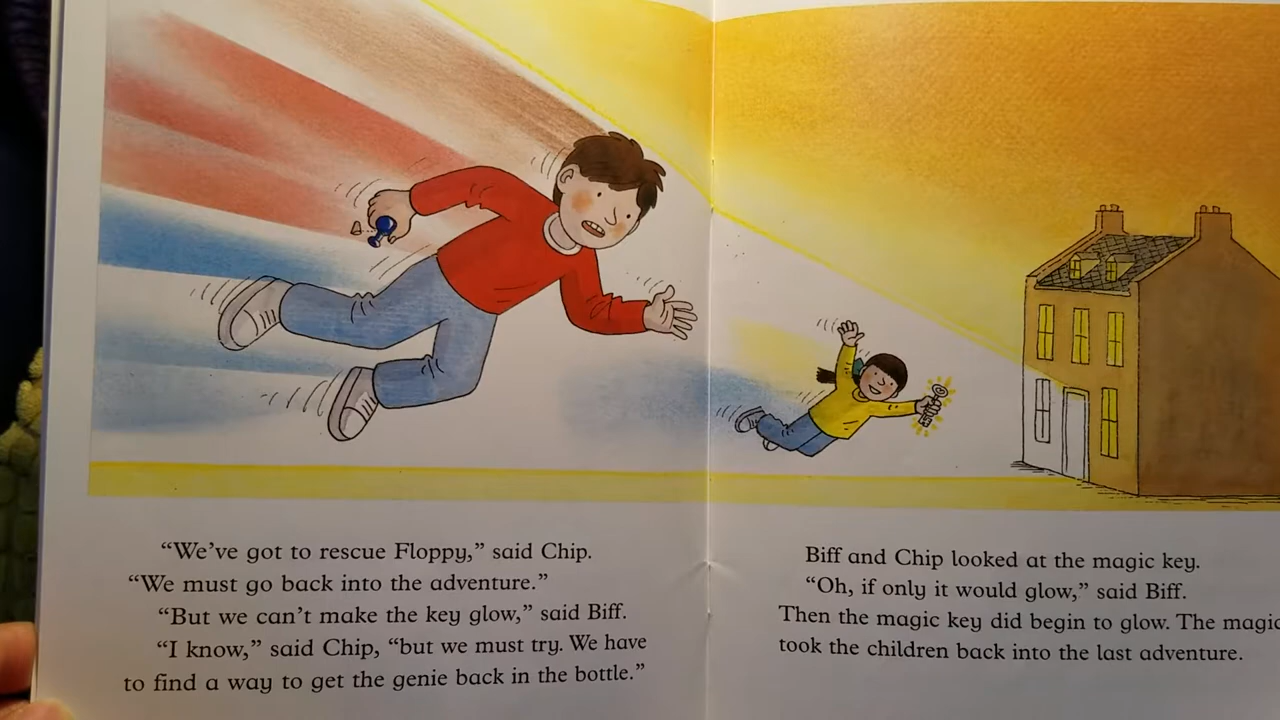 “We’ve got to rescue Floppy,” said Chip.
“We must go back into the adventure.”
“But we can’t make the key glow,” said Biff.
“I know,” said Chip, “but we must try. We have
to find a way to get the genie back in the bottle.”
Biff and Chip looked at the magic key.
“Oh, if only it would glow,” said Biff.
Then the magic key did begin to glow. The magic
took the children back into the last adventure.